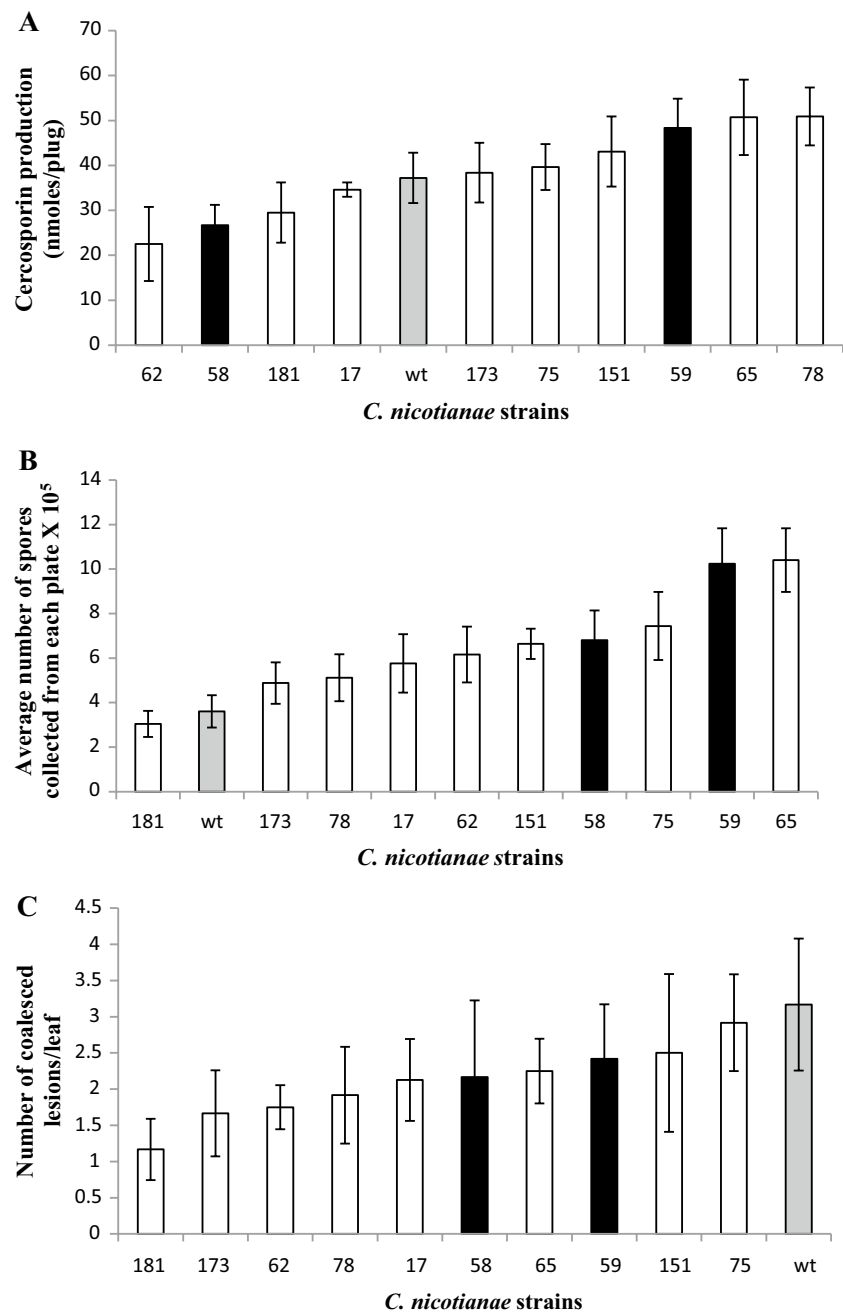 A
70
60
50
40
30
20
10
0
Cercosporin production
(nmoles/plug)
62 58 181 17 wt 173 75 151 59 65 78
C. nicotianae strains
B
14
12
10
8
6
4
2
0
Average number of spores
collected from each plate X 10⁵
181 wt 173 78 17 62 151 58 75 59 65
C. nicotianae strains
C
4.5
4
3.5
3
2.5
2
1.5
1
0.5
0
Number of coalesced
lesions/leaf
181 173 62 78 17 58 65 59 151 75 wt
C. nicotianae strains